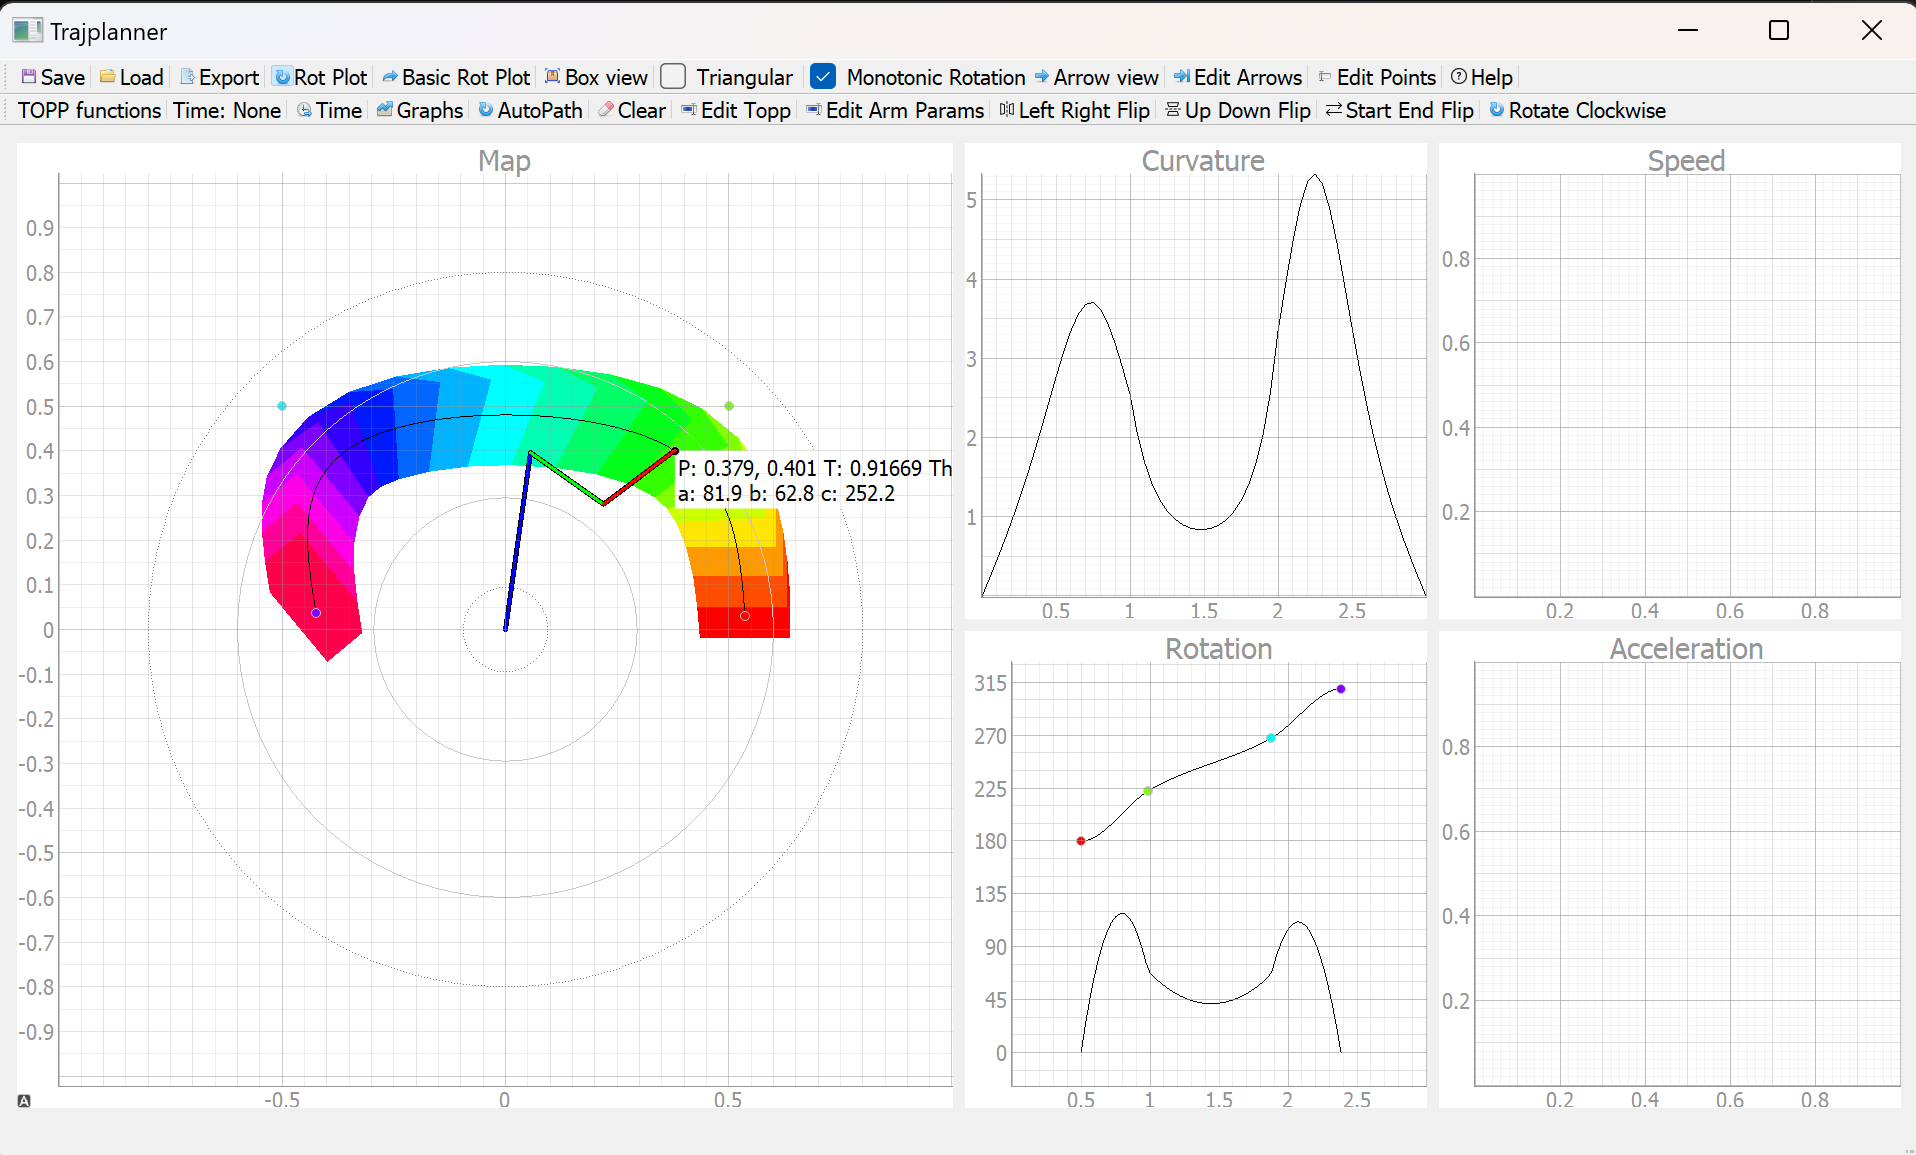 Trajplanner
Save Load Export Rot Plot Basic Rot Plot Box view Triangular Monotonic Rotation Arrow view Edit Arrows Edit Points Help
TOPP functions Time: None Time Graphs AutoPath Clear Edit Topp Edit Arm Params Left Right Flip Up Down Flip Start End Flip Rotate Clockwise
Map
0.9
0.8
0.7
0.6
0.5
0.4
0.3
0.2
0.1
0
-0.1
-0.2
-0.3
-0.4
-0.5
-0.6
-0.7
-0.8
-0.9
-0.5 0 0.5
P: 0.379, 0.401 T: 0.91669 Th
a: 81.9 b: 62.8 c: 252.2
A
Curvature
5
4
3
2
1
0.5 1 1.5 2 2.5
Speed
0.8
0.6
0.4
0.2
0.2 0.4 0.6 0.8
Rotation
315
270
225
180
135
90
45
0
0.5 1 1.5 2 2.5
Acceleration
0.8
0.6
0.4
0.2
0.2 0.4 0.6 0.8